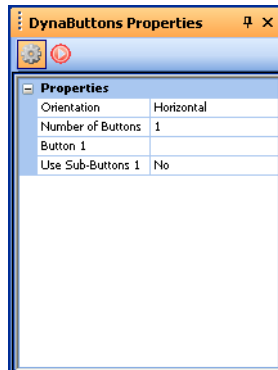 DynaButtons Properties
Properties
Orientation Horizontal
Number of Buttons 1
Button 1
Use Sub-Buttons 1 No